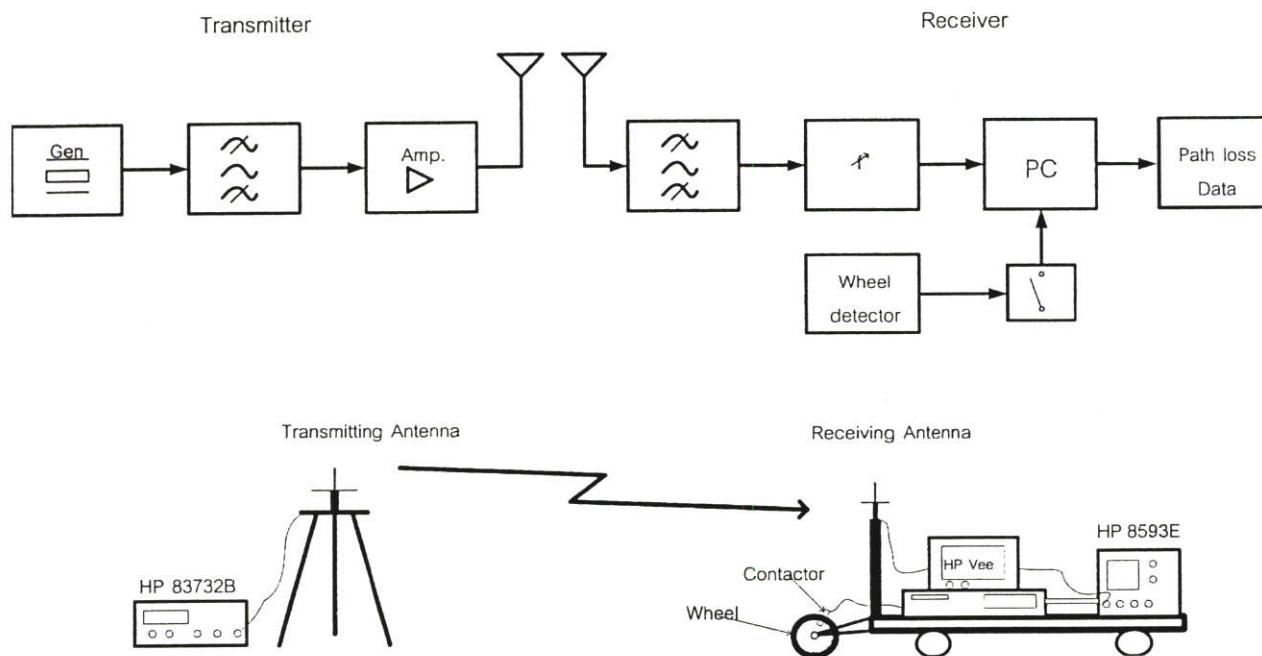 Transmitter
Receiver
Gen
Amp.
PC
Path loss
Data
Wheel
detector
Transmitting Antenna
Receiving Antenna
HP 83732B
HP Vee
HP 8593E
Contactor
Wheel